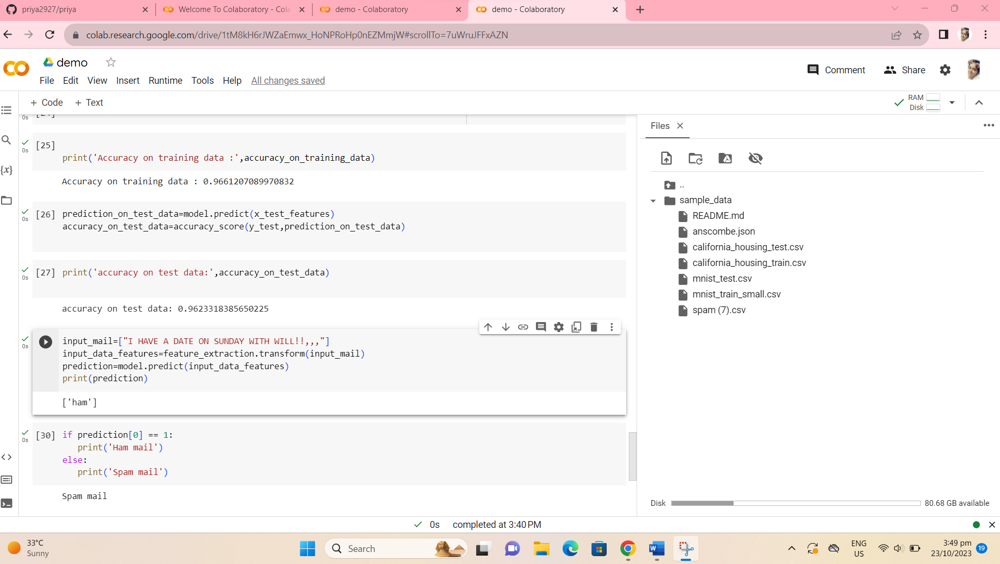 priya2927/priya
Welcome To Colaboratory - Cola
demo - Colaboratory
demo - Colaboratory
colab.research.google.com/drive/1tM8kH6rJWZaEmwx_HoNPRoHp0nEZMmjW#scrollTo=7uWruJFFxAZN
demo
Comment
Share
File Edit View Insert Runtime Tools Help All changes saved
+ Code + Text
RAM
Disk
0s
Files
[25]
0s
print('Accuracy on training data :',accuracy_on_training_data)
Accuracy on training data : 0.9661207089970832
[26] prediction_on_test_data=model.predict(x_test_features)
0s
accuracy_on_test_data=accuracy_score(y_test,prediction_on_test_data)
[27] print('accuracy on test data:',accuracy_on_test_data)
0s
accuracy on test data: 0.9623318385650225
input_mail=["I HAVE A DATE ON SUNDAY WITH WILL!!,,,"]
0s
input_data_features=feature_extraction.transform(input_mail)
prediction=model.predict(input_data_features)
print(prediction)
['ham']
[30] if prediction[0] == 1:
0s
print('Ham mail')
else:
print('Spam mail')
Spam mail
{x}
..
sample_data
README.md
anscombe.json
california_housing_test.csv
california_housing_train.csv
mnist_test.csv
mnist_train_small.csv
spam (7).csv
Disk
80.68 GB available
0s completed at 3:40 PM
33°C
Sunny
Search
W
ENG
US
3:49 pm
23/10/2023
19